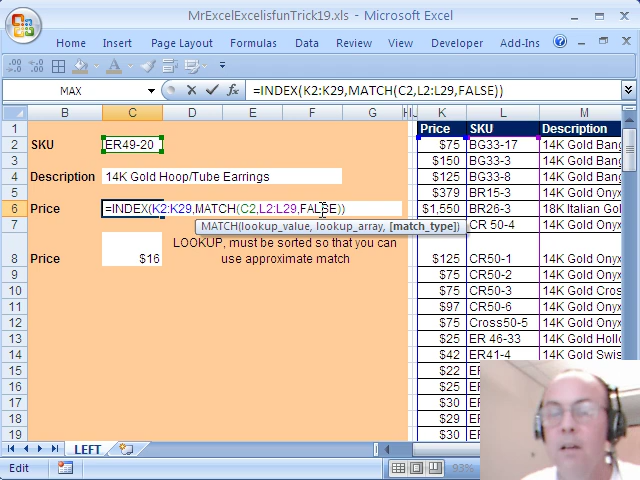 MrExcelExcelisfunTrick19.xls - Microsoft Excel
Home Insert Page Layout Formulas Data Review View Developer Add-Ins
MAX =INDEX(K2:K29,MATCH(C2,L2:L29,FALSE))
B C D E F G H K L M
1 Price SKU Description
2 SKU ER49-20 $75 BG33-17 14K Gold Bang
3 $150 BG33-3 14K Gold Bang
4 Description 14K Gold Hoop/Tube Earrings $75 BG33-8 14K Gold Bang
5 $379 BR15-3 14K Gold Onyx
6 Price =INDEX(K2:K29,MATCH(C2,L2:L29,FALSE)) $1,550 BR26-3 18K Italian Gold
MATCH(lookup_value, lookup_array, [match_type])
7 CR 50-4 14K Gold Onyx
8 Price $16 LOOKUP, must be sorted so that you can use approximate match $125 CR50-1 14K Gold Onyx
9 $75 CR50-2 14K Gold Onyx
10 $75 CR50-3 14K Gold Cros
11 $97 CR50-6 14K Gold Onyx
12 $75 Cross50-5 14K Gold Onyx
13 $25 ER 46-33 14K Gold Hollo
14 $42 ER41-4 14K Gold Swis
15 $22
16 $25
17 $30
18 $29
19 $30
LEFT
Edit 93%